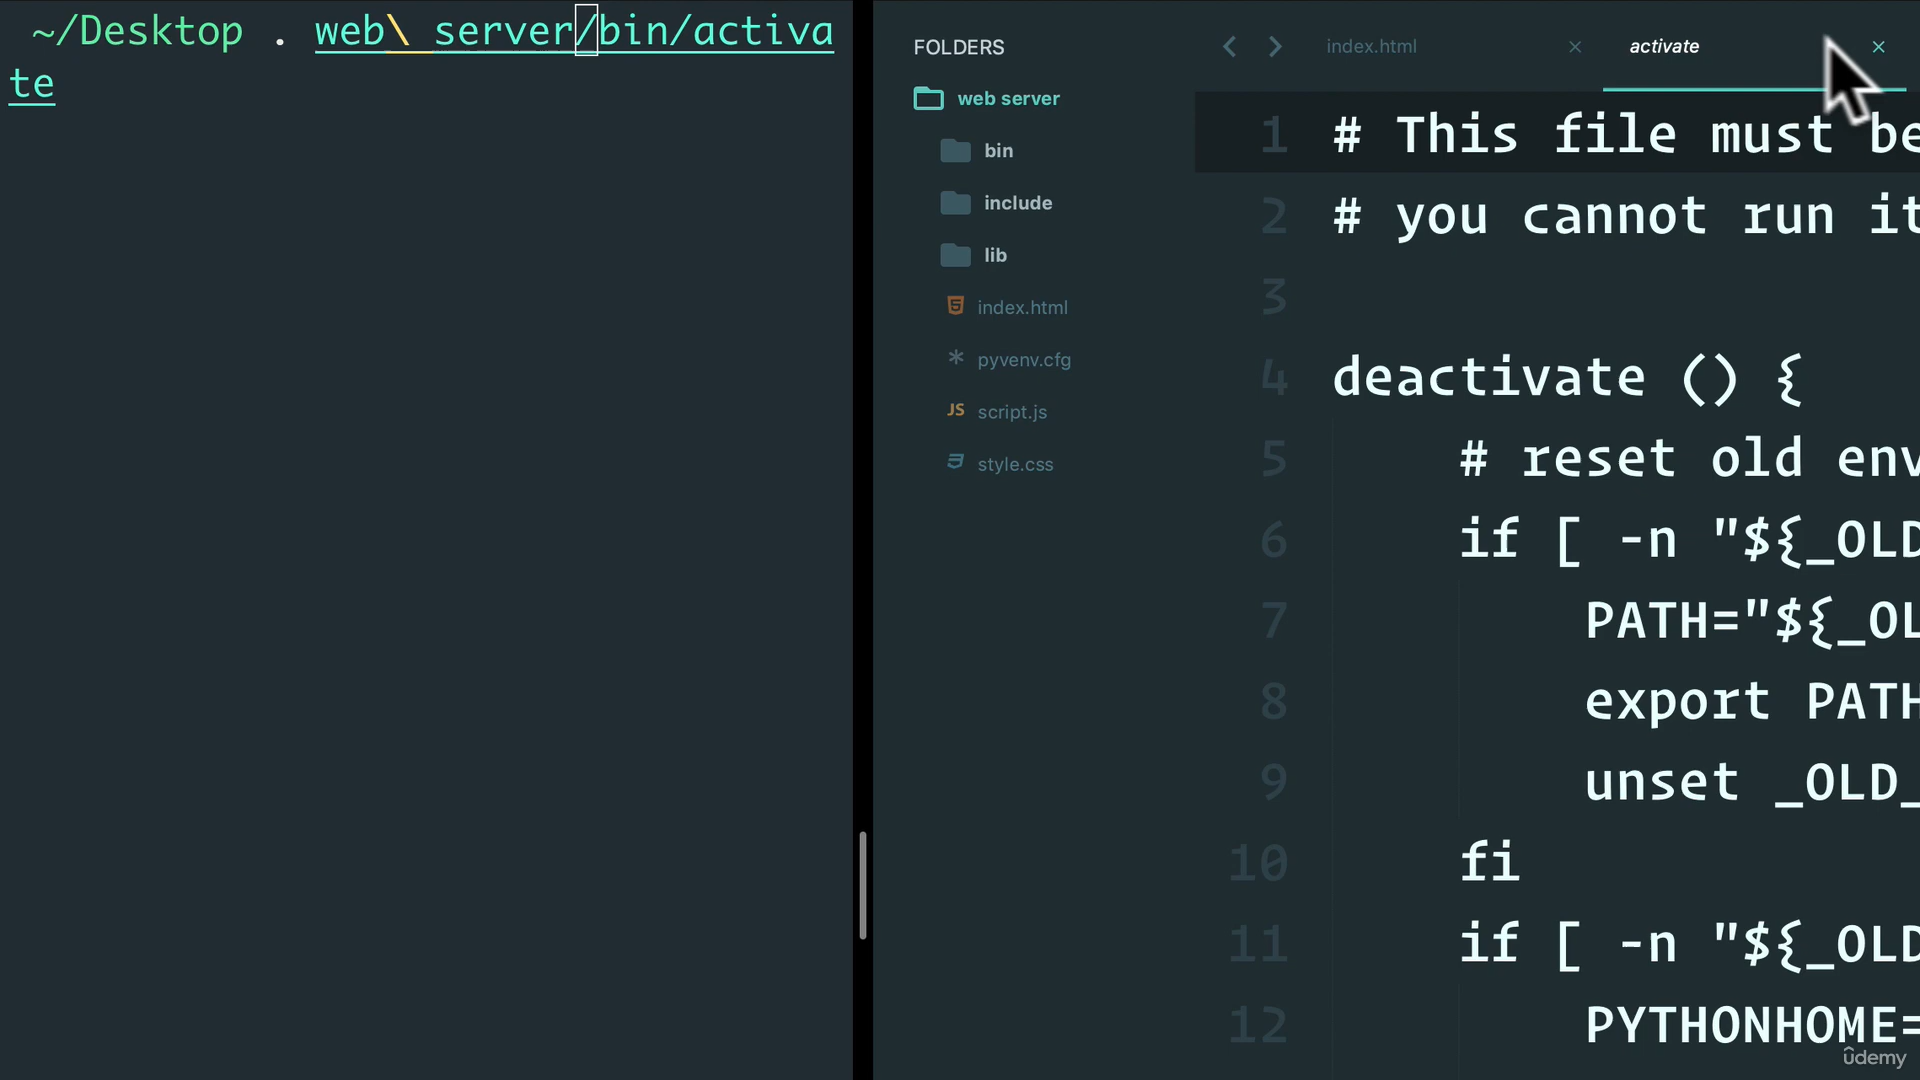 ~/Desktop . web\ server/bin/activa
te
FOLDERS
web server
bin
include
lib
index.html
pyvenv.cfg
JS script.js
style.css
index.html
activate
1 # This file must be
2 # you cannot run it
3
4 deactivate () {
5 # reset old env
6 if [ -n "${_OLD
7 PATH="${_OL
8 export PATH
9 unset _OLD_
10 fi
11 if [ -n "${_OLD
12 PYTHONHOME=
udemy